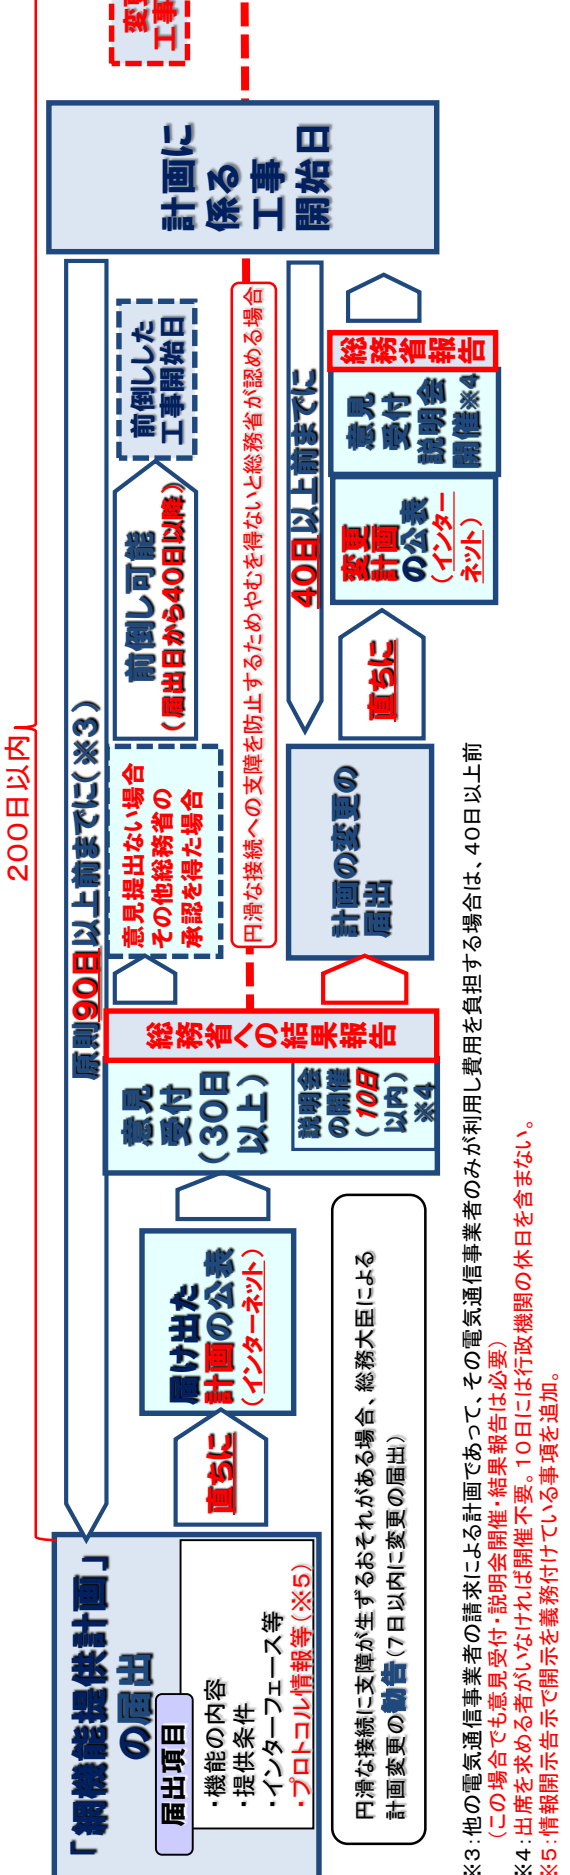 200日以内
原則90日以上前までに(※3)
「網機能提供計画」
の届出
届出項目
・機能の内容
・提供条件
・インターフェース等
・プロトコル情報等(※5)
直ちに
届け出た
計画の公表
(インターネット)
意見
受付
(30日
以上)
説明会
の開催
(10日
以内)
※4
総務省への結果報告
意見提出ない場合
その他総務省の
承認を得た場合
前倒し可能
(届出日から40日以降)
前倒しした
工事開始日
円滑な接続への支障を防止するためやむを得ないと総務省が認める場合
40日以上前までに
計画の変更の
届出
直ちに
変更
計画
の公表
(インター
ネット)
意見
受付
説明会
開催※4
総務省報告
計画に
係る
工事
開始日
工事
円滑な接続に支障が生ずるおそれがある場合、総務大臣による
計画変更の勧告(7日以内に変更の届出)
※3:他の電気通信事業者の請求による計画であって、その電気通信事業者のみが利用し費用を負担する場合は、40日以上前
(この場合でも意見受付・説明会開催・結果報告は必要)
※4:出席を求める者がいなければ開催不要。10日には行政機関の休日を含まない。
※5:情報開示告示で開示を義務付けている事項を追加。